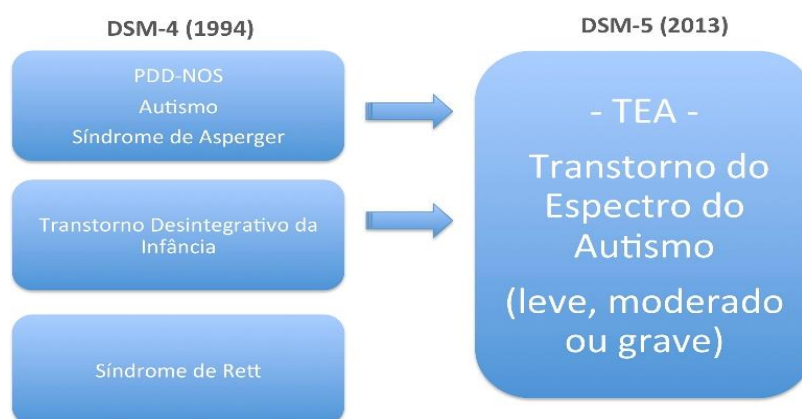 DSM-4 (1994)
PDD-NOS
Autismo
Síndrome de Asperger
Transtorno Desintegrativo da
Infância
Síndrome de Rett
DSM-5 (2013)
- TEA -
Transtorno do
Espectro do
Autismo
(leve, moderado
ou grave)